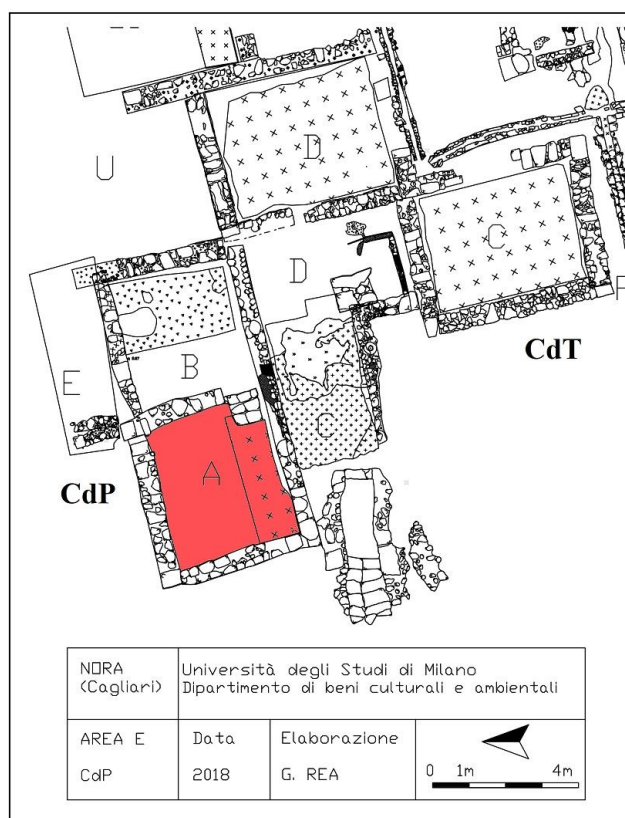 U
D
C
D
CdT
E
B
C
A
CdP
NORA
(Cagliari)
Università degli Studi di Milano
Dipartimento di beni culturali e ambientali
AREA E
CdP
Data
2018
Elaborazione
G. REA
0 1m 4m